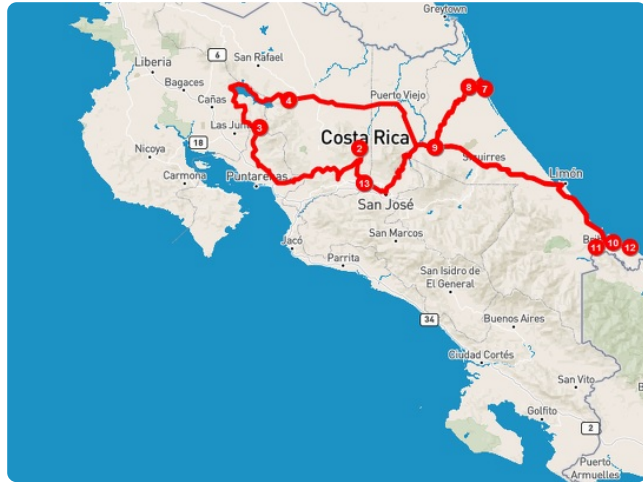 Greytown
6
San Rafael
Liberia
Bagaces
8
7
Cañas
4
Puerto Viejo
Las Jun
3
Costa Rica
2
9
Siquirres
Nicoya
18
Carmona
Puntarenas
13
Limón
San José
Jacó
San Marcos
11
10
12
Parrita
San Isidro de
El General
34
Buenos Aires
Ciudad Cortés
San Vito
Golfito
2
Puerto
Armuelles